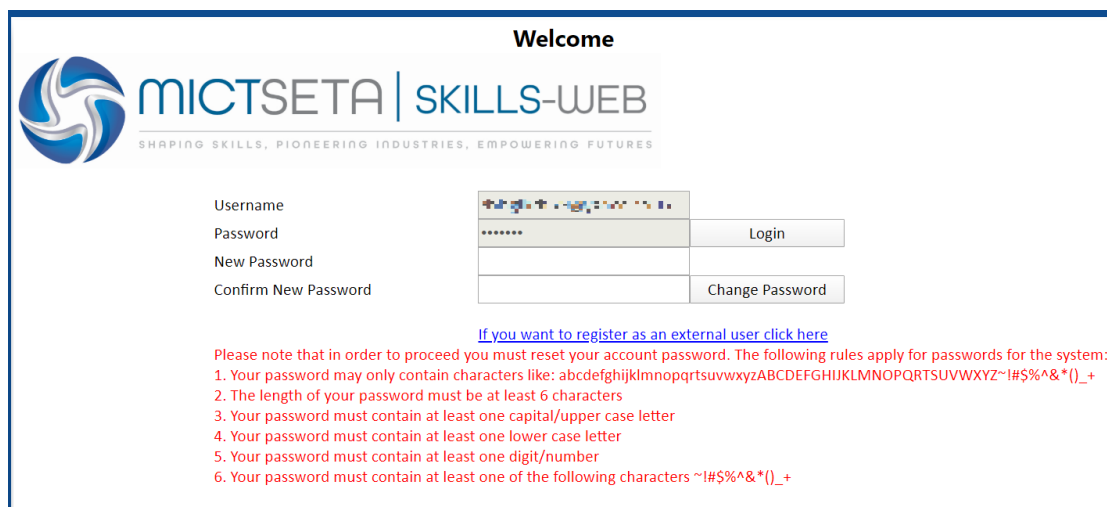 Welcome
MICTSETA | SKILLS-WEB
SHAPING SKILLS, PIONEERING INDUSTRIES, EMPOWERING FUTURES
Username
Password ••••••• Login
New Password
Confirm New Password Change Password
If you want to register as an external user click here
Please note that in order to proceed you must reset your account password. The following rules apply for passwords for the system:
1. Your password may only contain characters like: abcdefghijklmnopqrtsuvwxyzABCDEFGHIJKLMNOPQRTSUVWXYZ~!#$%^&*()_+
2. The length of your password must be at least 6 characters
3. Your password must contain at least one capital/upper case letter
4. Your password must contain at least one lower case letter
5. Your password must contain at least one digit/number
6. Your password must contain at least one of the following characters ~!#$%^&*()_+